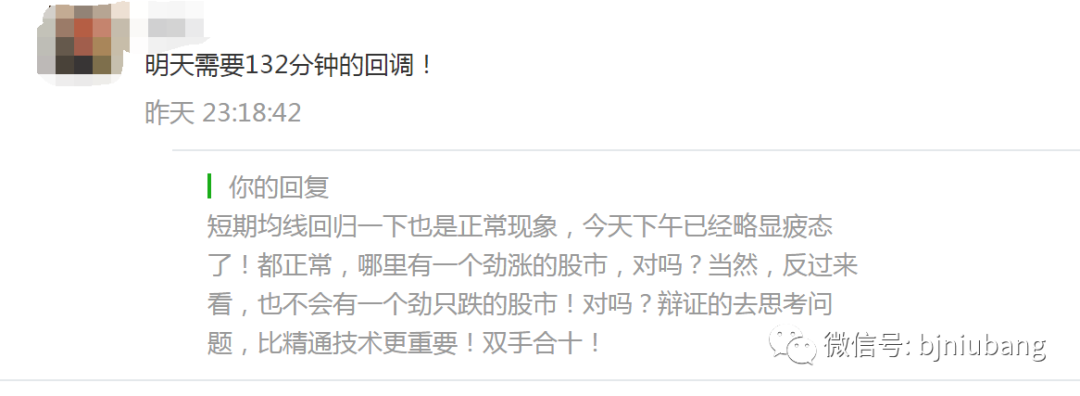 明天需要132分钟的回调！
昨天 23:18:42
你的回复
短期均线回归一下也是正常现象，今天下午已经略显疲态
了！都正常，哪里有一个劲涨的股市，对吗？当然，反过来
看，也不会有一个劲只跌的股市！对吗？辩证的去思考问
题，比精通技术更重要！双手合十！
微信号: bjniubang